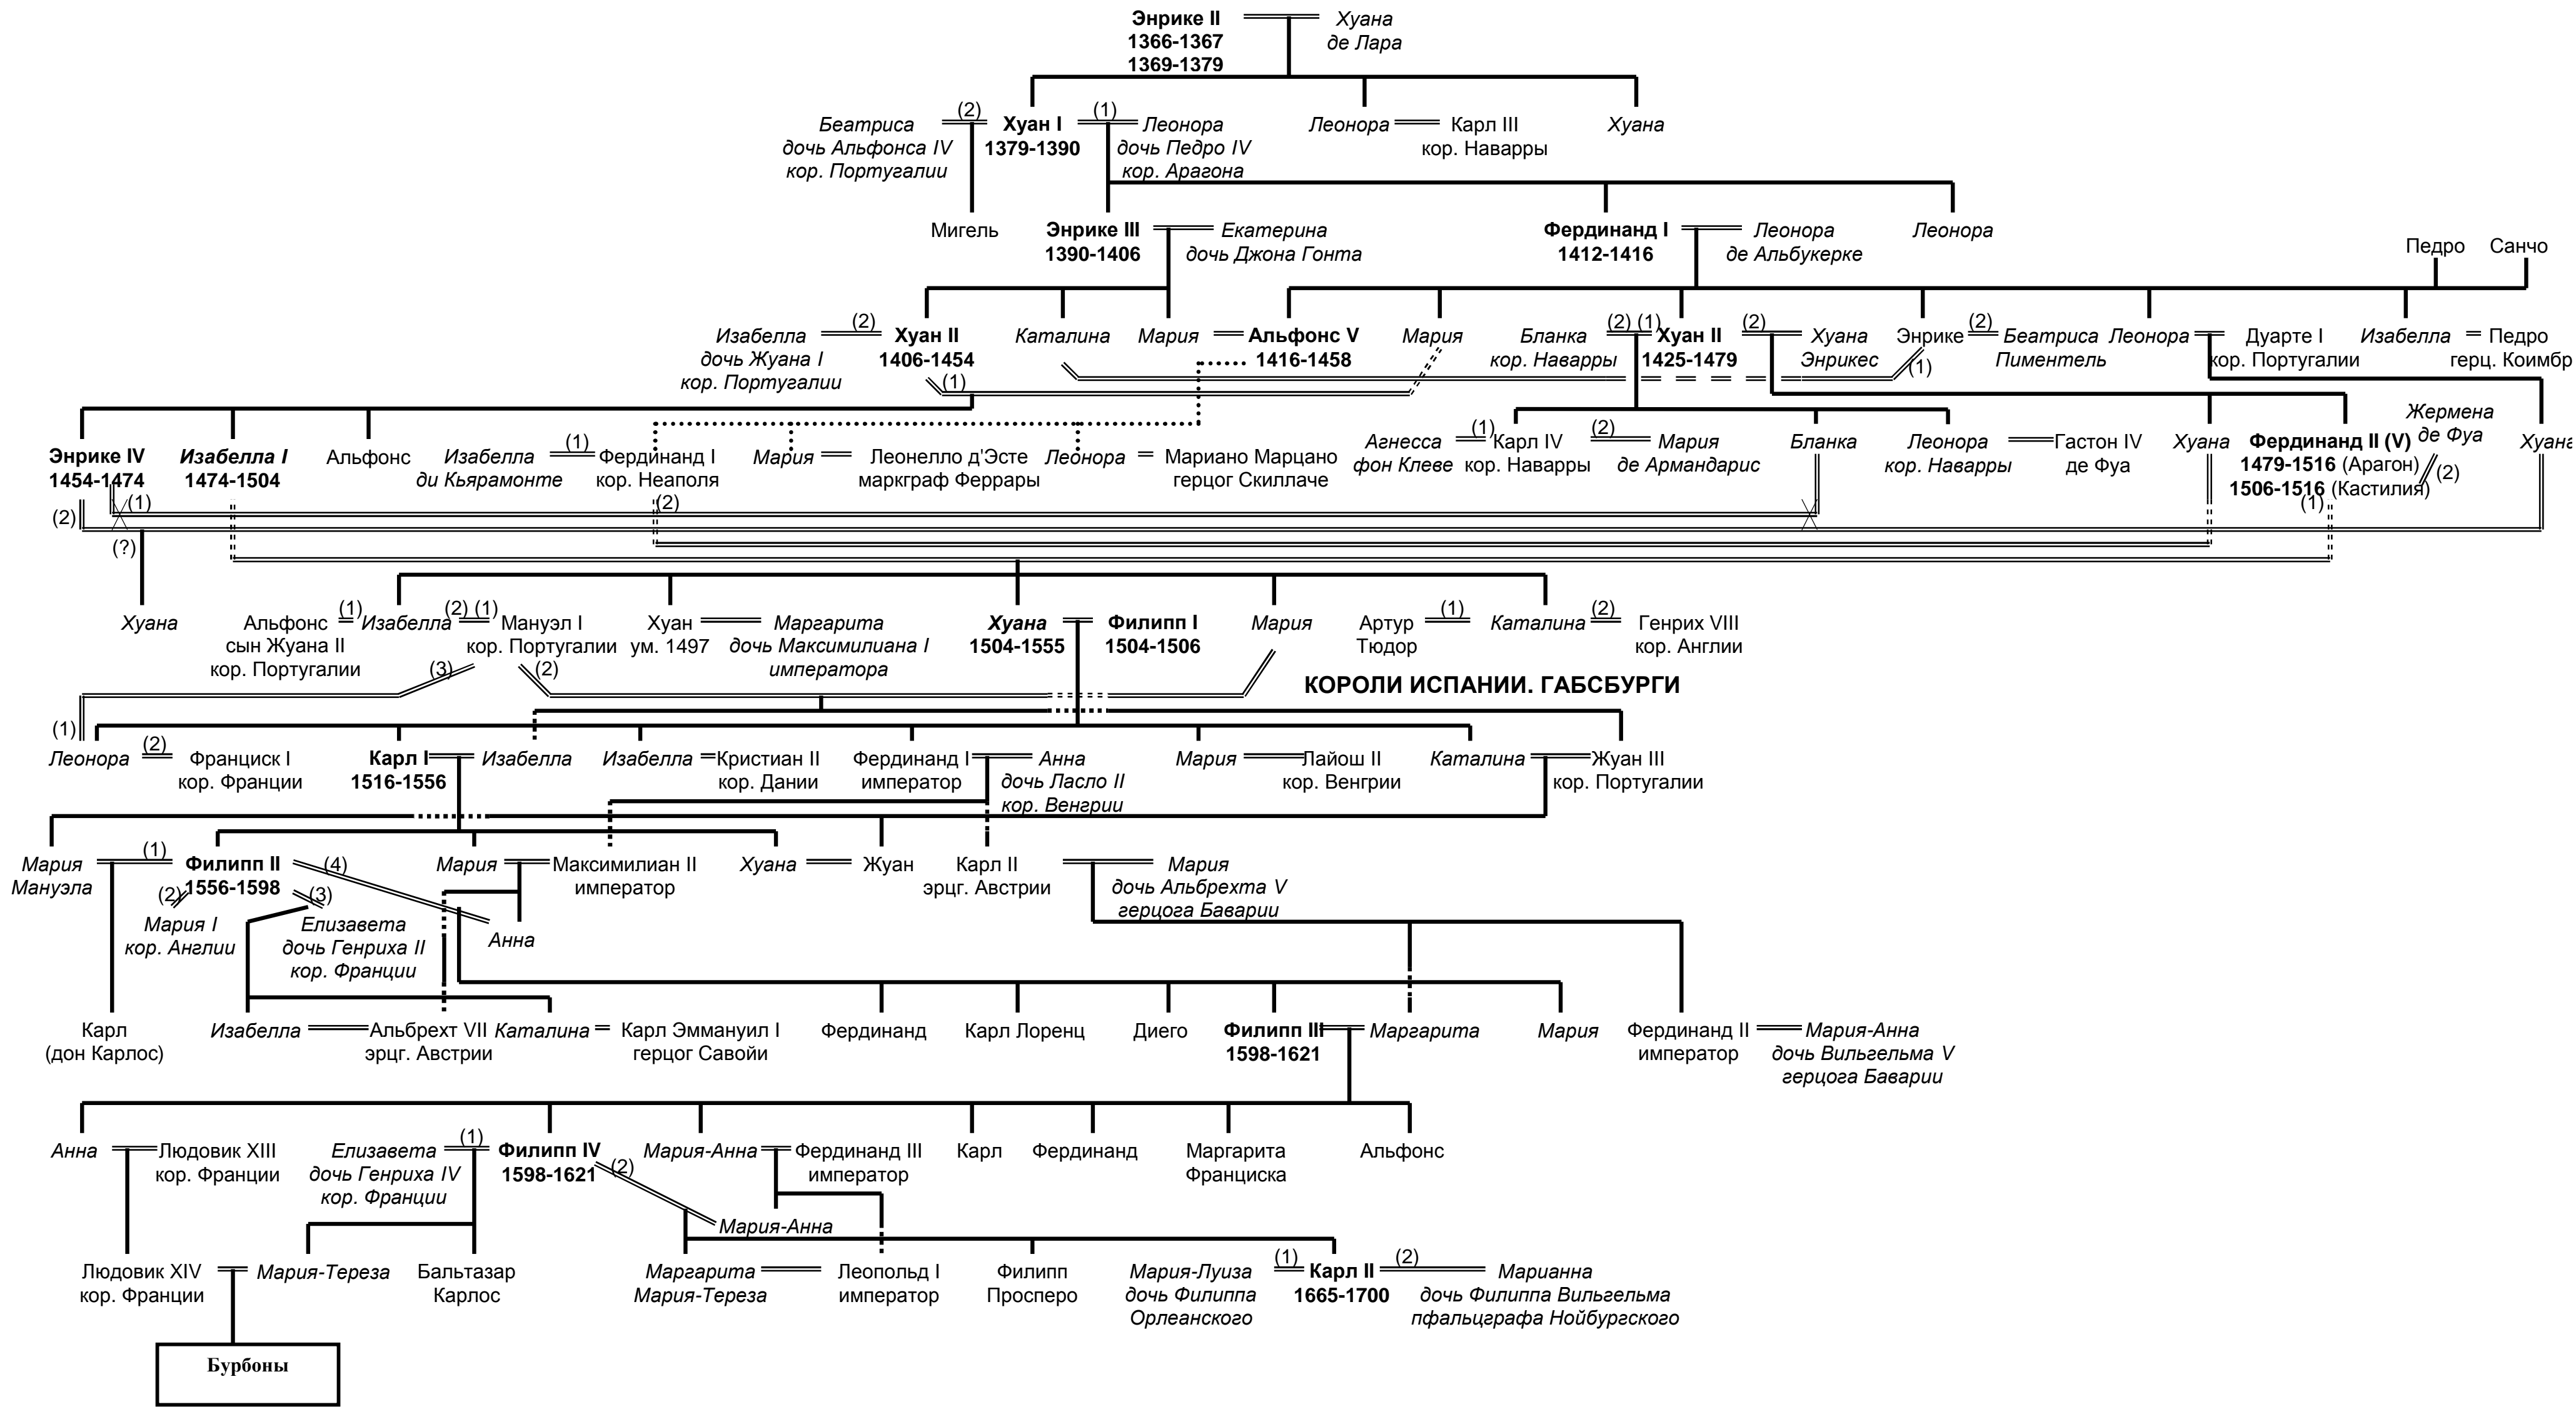 Энрике II
1366-1367
1369-1379
Хуана
де Лара
(2)
(1)
Беатриса
дочь Альфонса IV
кор. Португалии
Хуан I
1379-1390
Леонора
дочь Педро IV
кор. Арагона
Леонора
Карл III
кор. Наварры
Хуана
Мигель
Энрике III
1390-1406
Екатерина
дочь Джона Гонта
Фердинанд I
1412-1416
Леонора
де Альбукерке
Леонора
Педро
Санчо
Изабелла
дочь Жуана I
кор. Португалии
(2)
Хуан II
1406-1454
Каталина
Мария
Альфонс V
1416-1458
Мария
Бланка
кор. Наварры
(2) (1)
Хуан II
1425-1479
(2)
Хуана
Энрикес
Энрике
(2)
Беатриса
Пиментель
Леонора
Дуарте I
кор. Португалии
Изабелла
Педро
герц. Коимбр
(1)
(1)
Энрике IV
1454-1474
Изабелла I
1474-1504
Альфонс
Изабелла
ди Кьярамонте
(1)
Фердинанд I
кор. Неаполя
Мария
Леонелло д'Эсте
маркграф Феррары
Леонора
Мариано Марцано
герцог Скиллаче
Агнесса
фон Клеве
(1)
Карл IV
кор. Наварры
(2)
Мария
де Армандарис
Бланка
Леонора
кор. Наварры
Гастон IV
де Фуа
Хуана
Фердинанд II (V)
1479-1516 (Арагон)
1506-1516 (Кастилия)
Жермена
де Фуа
(2)
Хуана
(1)
(2)
(1)
(2)
(?)
Хуана
Альфонс
сын Жуана II
кор. Португалии
(1)
Изабелла
(2) (1)
Мануэл I
кор. Португалии
Хуан
ум. 1497
Маргарита
дочь Максимилиана I
императора
Хуана
1504-1555
Филипп I
1504-1506
Мария
Артур
Тюдор
(1)
Каталина
(2)
Генрих VIII
кор. Англии
(3)
(2)
КОРОЛИ ИСПАНИИ. ГАБСБУРГИ
(1)
Леонора
(2)
Франциск I
кор. Франции
Карл I
1516-1556
Изабелла
Изабелла
Кристиан II
кор. Дании
Фердинанд I
император
Анна
дочь Ласло II
кор. Венгрии
Мария
Лайош II
кор. Венгрии
Каталина
Жуан III
кор. Португалии
Мария
Мануэла
(1)
Филипп II
1556-1598
(4)
(2)
(3)
Мария
Максимилиан II
император
Хуана
Жуан
Карл II
эрцг. Австрии
Мария
дочь Альбрехта V
герцога Баварии
Мария I
кор. Англии
Елизавета
дочь Генриха II
кор. Франции
Анна
Карл
(дон Карлос)
Изабелла
Альбрехт VII
эрцг. Австрии
Каталина
Карл Эммануил I
герцог Савойи
Фердинанд
Карл Лоренц
Диего
Филипп III
1598-1621
Маргарита
Мария
Фердинанд II
император
Мария-Анна
дочь Вильгельма V
герцога Баварии
Анна
Людовик XIII
кор. Франции
Елизавета
дочь Генриха IV
кор. Франции
(1)
Филипп IV
1598-1621
(2)
Мария-Анна
Фердинанд III
император
Карл
Фердинанд
Маргарита
Франциска
Альфонс
Мария-Анна
Людовик XIV
кор. Франции
Мария-Тереза
Бальтазар
Карлос
Маргарита
Мария-Тереза
Леопольд I
император
Филипп
Просперо
Мария-Луиза
дочь Филиппа
Орлеанского
(1)
Карл II
1665-1700
(2)
Марианна
дочь Филиппа Вильгельма
пфальцграфа Нойбургского
Бурбоны